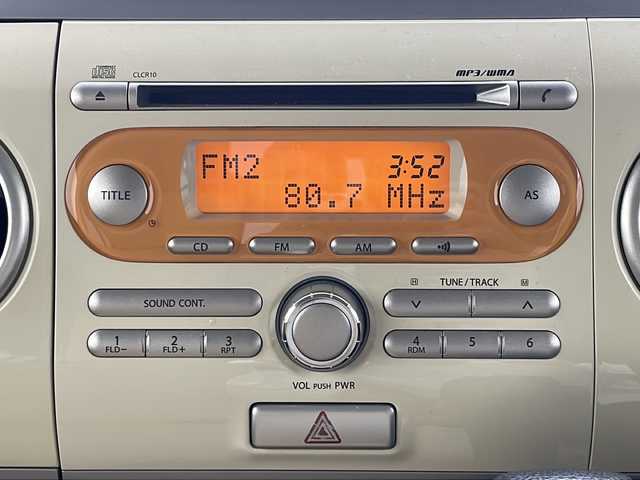 CLCR10
MP3/WMA
FM2 3:52
80.7 MHz
TITLE
AS
CD FM AM
H TUNE/TRACK M
SOUND CONT.
1 2 3
FLD- FLD+ RPT
4 5 6
RDM
VOL PUSH PWR